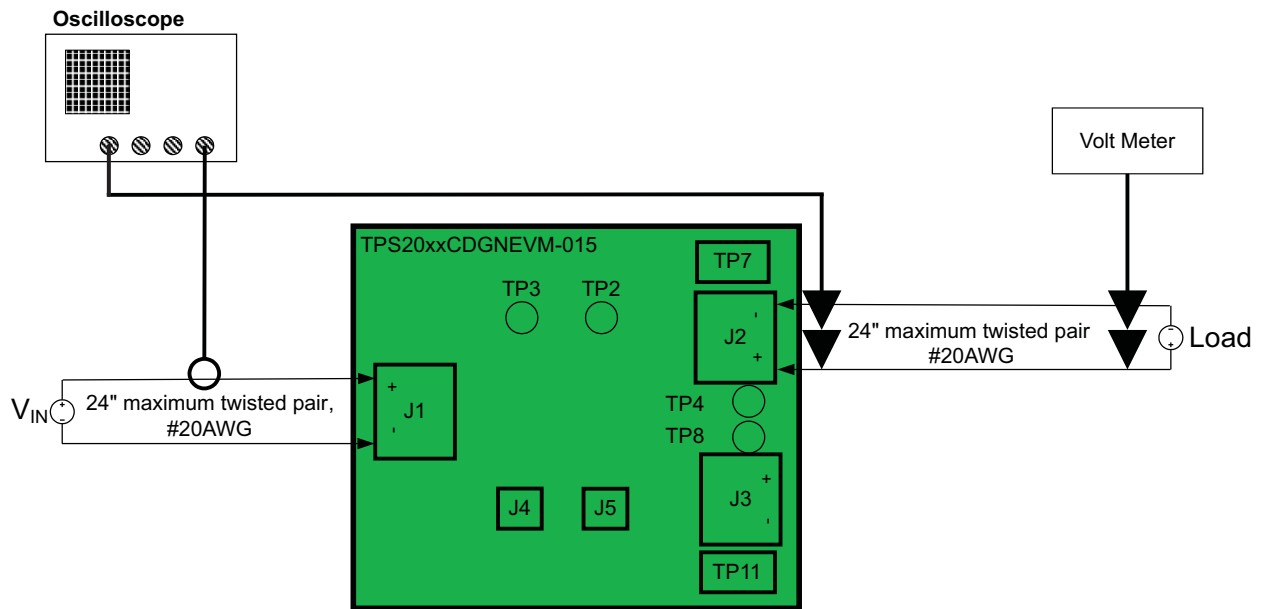 Oscilloscope
Volt Meter
TPS20xxCDGNEVM-015
TP7
TP3
TP2
-
J2
+
24" maximum twisted pair
#20AWG
-
+
Load
+
J1
-
VIN
+
-
24" maximum twisted pair,
#20AWG
TP4
TP8
+
J3
-
J4
J5
TP11